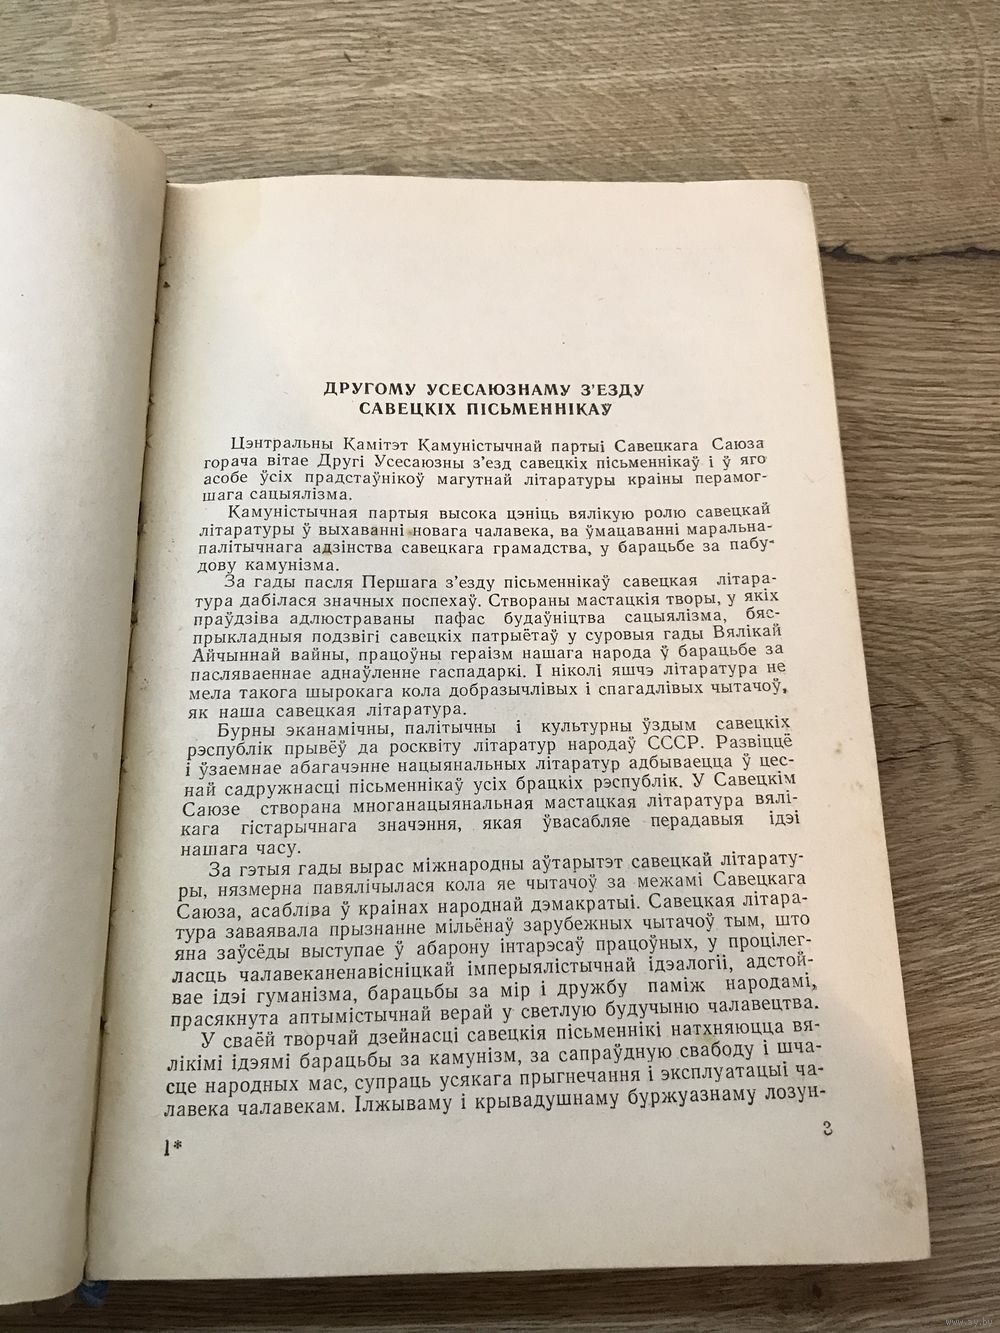 ДРУГОМУ УСЕСАЮЗНАМУ З'ЕЗДУ
САВЕЦКІХ ПІСЬМЕННІКАЎ
Цэнтральны Камітэт Камуністычнай партыі Савецкага Саюза
горача вітае Другі Усесаюзны з'езд савецкіх пісьменнікаў і ў яго
асобе ўсіх прадстаўнікоў магутнай літаратуры краіны перамог-
шага сацыялізма.
Камуністычная партыя высока цэніць вялікую ролю савецкай
літаратуры ў выхаванні новага чалавека, ва ўмацаванні маральна-
палітычнага адзінства савецкага грамадства, у барацьбе за пабу-
дову камунізма.
За гады пасля Першага з'езду пісьменнікаў савецкая літара-
тура дабілася значных поспехаў. Створаны мастацкія творы, у якіх
праўдзіва адлюстраваны пафас будаўніцтва сацыялізма, бяс-
прыкладныя подзвігі савецкіх патрыётаў у суровыя гады Вялікай
Айчыннай вайны, працоўны гераізм нашага народа ў барацьбе за
пасляваеннае аднаўленне гаспадаркі. І ніколі яшчэ літаратура не
мела такога шырокага кола добразычлівых і спагадлівых чытачоў,
як наша савецкая літаратура.
Бурны эканамічны, палітычны і культурны ўздым савецкіх
рэспублік прывёў да росквіту літаратур народаў СССР. Развіццё
і ўзаемнае абагачэнне нацыянальных літаратур адбываецца ў цес-
най садружнасці пісьменнікаў усіх брацкіх рэспублік. У Савецкім
Саюзе створана многанацыянальная мастацкая літаратура вялі-
кага гістарычнага значэння, якая ўвасабляе перадавыя ідэі
нашага часу.
За гэтыя гады вырас міжнародны аўтарытэт савецкай літарату-
ры, нязмерна павялічылася кола яе чытачоў за межамі Савецкага
Саюза, асабліва ў краінах народнай дэмакратыі. Савецкая літара-
тура заваявала прызнанне мільёнаў зарубежных чытачоў тым, што
яна заўсёды выступае ў абарону інтарэсаў працоўных, у процілег-
ласць чалавеканенавісніцкай імперыялістычнай ідэалогіі, адстой-
вае ідэі гуманізма, барацьбы за мір і дружбу паміж народамі,
прасякнута аптымістычнай верай у светлую будучыню чалавецтва.
У сваёй творчай дзейнасці савецкія пісьменнікі натхняюцца вя-
лікімі ідэямі барацьбы за камунізм, за сапраўдную свабоду і шча-
сце народных мас, супраць усякага прыгнечання і эксплуатацыі ча-
лавека чалавекам. Ілжываму і крывадушнаму буржуазнаму лозун-
1* 3
www.ay.by